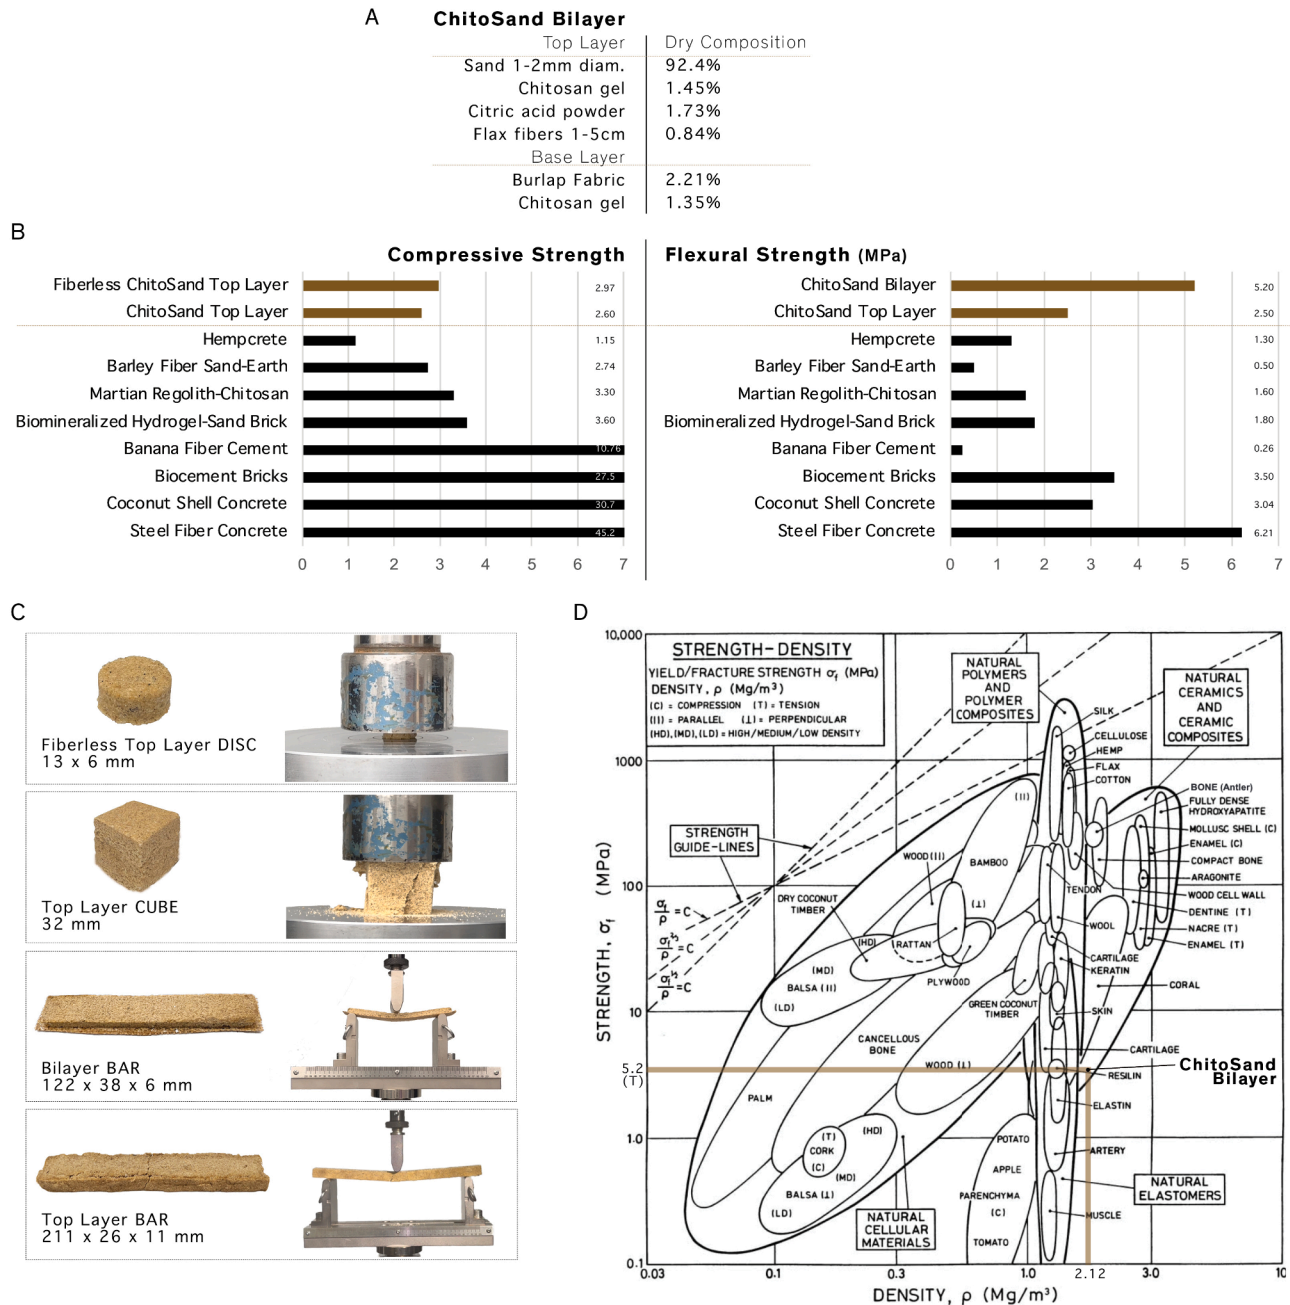 A
ChitoSand Bilayer
Top Layer Dry Composition
Sand 1-2mm diam. 92.4%
Chitosan gel 1.45%
Citric acid powder 1.73%
Flax fibers 1-5cm 0.84%
Base Layer
Burlap Fabric 2.21%
Chitosan gel 1.35%
B
Compressive Strength
Fiberless ChitoSand Top Layer 2.97
ChitoSand Top Layer 2.60
Hempcrete 1.15
Barley Fiber Sand-Earth 2.74
Martian Regolith-Chitosan 3.30
Biomineralized Hydrogel-Sand Brick 3.60
Banana Fiber Cement 10.76
Biocement Bricks 27.5
Coconut Shell Concrete 30.7
Steel Fiber Concrete 45.2
0 1 2 3 4 5 6 7
Flexural Strength (MPa)
ChitoSand Bilayer 5.20
ChitoSand Top Layer 2.50
Hempcrete 1.30
Barley Fiber Sand-Earth 0.50
Martian Regolith-Chitosan 1.60
Biomineralized Hydrogel-Sand Brick 1.80
Banana Fiber Cement 0.26
Biocement Bricks 3.50
Coconut Shell Concrete 3.04
Steel Fiber Concrete 6.21
0 1 2 3 4 5 6 7
C
Fiberless Top Layer DISC
13 x 6 mm
Top Layer CUBE
32 mm
Bilayer BAR
122 x 38 x 6 mm
Top Layer BAR
211 x 26 x 11 mm
D
STRENGTH-DENSITY
YIELD/FRACTURE STRENGTH σf (MPa)
DENSITY, ρ (Mg/m³)
(C) = COMPRESSION (T) = TENSION
(||) = PARALLEL (⊥) = PERPENDICULAR
(HD),(MD),(LD) = HIGH/MEDIUM/LOW DENSITY
NATURAL
POLYMERS
AND
POLYMER
COMPOSITES
NATURAL
CERAMICS
AND
CERAMIC
COMPOSITES
STRENGTH
GUIDE-LINES
σf/ρ = C
σf⅔/ρ = C
σf½/ρ = C
SILK
CELLULOSE
HEMP
FLAX
COTTON
BONE (Antler)
FULLY DENSE
HYDROXYAPATITE
MOLLUSC SHELL (C)
ENAMEL (C)
COMPACT BONE
ARAGONITE
WOOD CELL WALL
DENTINE (T)
NACRE (T)
ENAMEL (T)
(||)
WOOD (||)
BAMBOO
(⊥)
TENDON
DRY COCONUT
TIMBER
WOOL
(HD)
RATTAN
CARTILAGE
KERATIN
(MD)
BALSA (||)
(LD)
PLYWOOD
CORAL
GREEN COCONUT
TIMBER
SKIN
CANCELLOUS
BONE
CARTILAGE
WOOD (⊥)
ChitoSand
Bilayer
RESILIN
PALM
ELASTIN
(T)
CORK
(C)
(HD)
(MD)
BALSA (⊥)
(LD)
POTATO
ARTERY
APPLE
PARENCHYMA
(C)
TOMATO
MUSCLE
NATURAL
ELASTOMERS
NATURAL
CELLULAR
MATERIALS
STRENGTH, σf (MPa)
10,000
1000
100
10
5.2
(T)
1.0
0.1
0.03 0.1 0.3 1.0 2.12 3.0 10
DENSITY, ρ (Mg/m³)